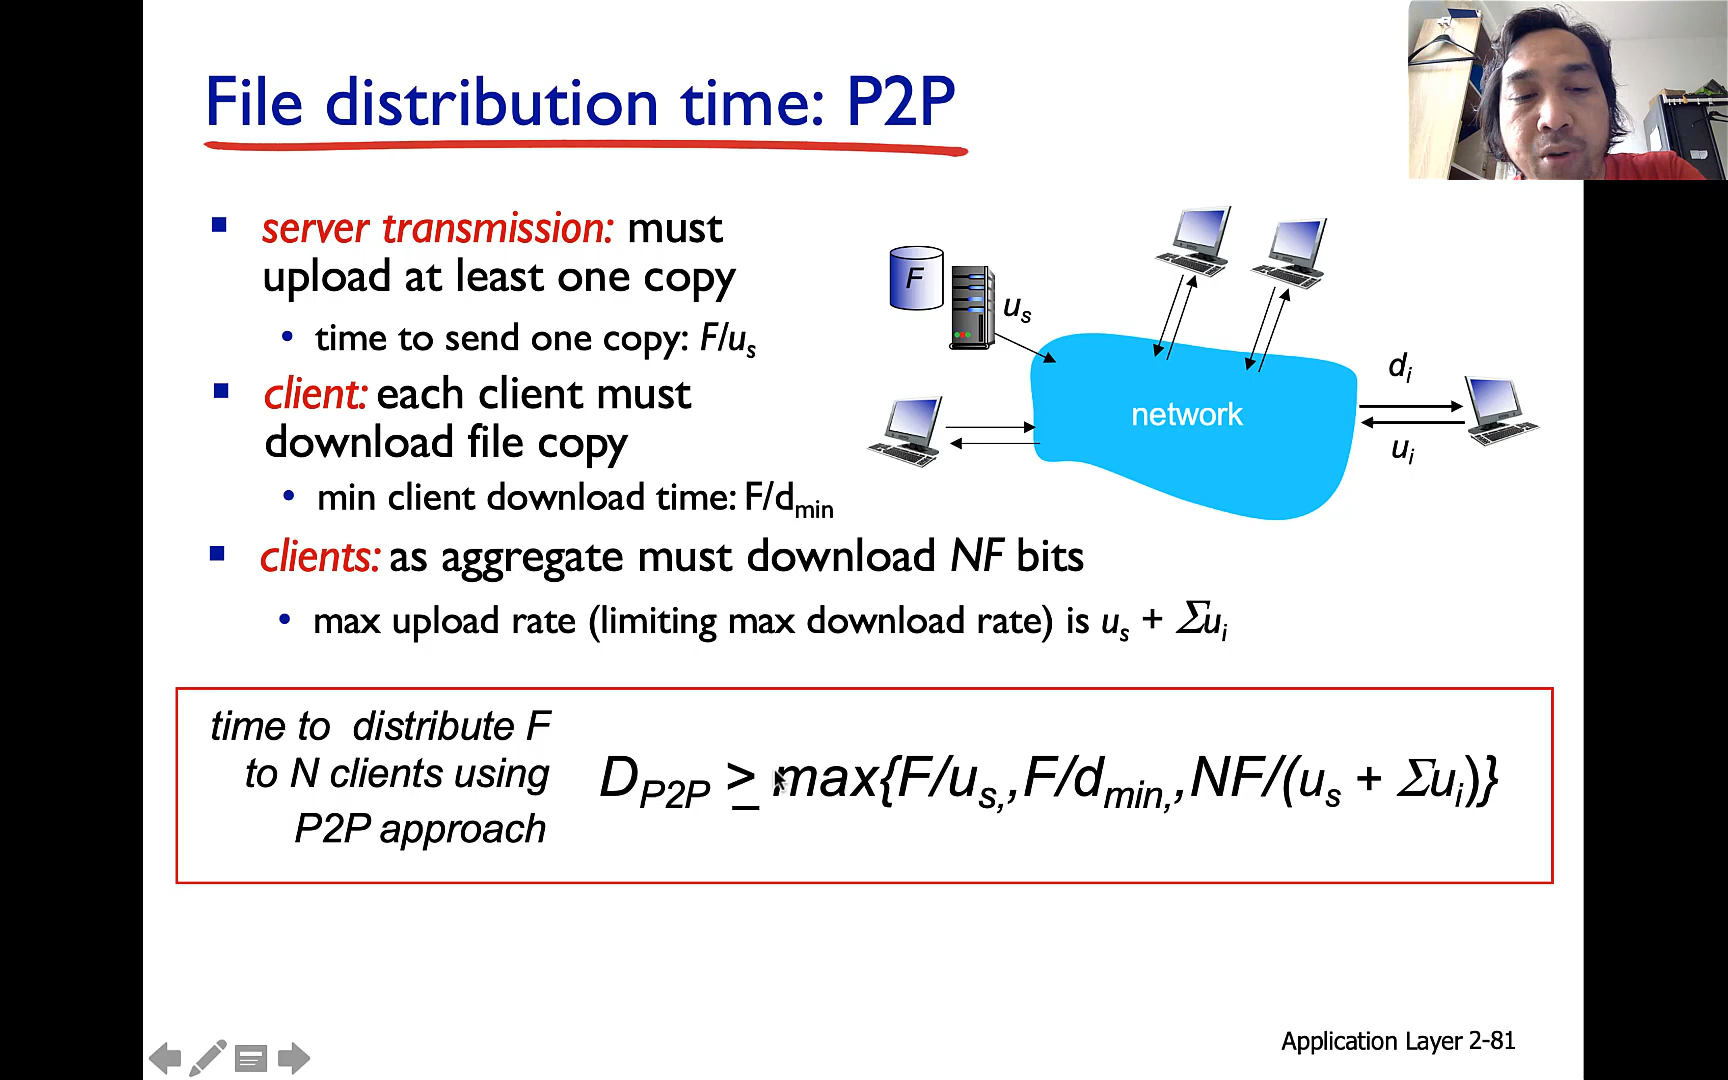 File distribution time: P2P
server transmission: must
upload at least one copy
• time to send one copy: F/us
client: each client must
download file copy
• min client download time: F/dmin
clients: as aggregate must download NF bits
• max upload rate (limiting max download rate) is us + Σui
F
us
network
di
ui
time to distribute F
to N clients using
P2P approach
DP2P ≥ max{F/us,,F/dmin,,NF/(us + Σui)}
Application Layer 2-81